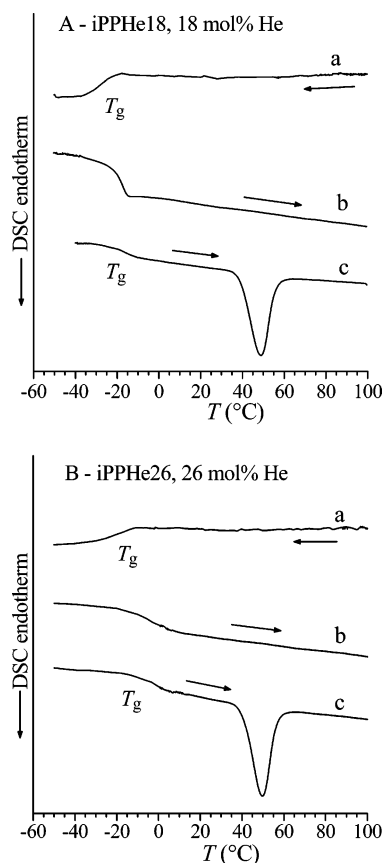 A - iPPHe18, 18 mol% He
a
Tg
b
Tg
c
DSC endotherm
-60 -40 -20 0 20 40 60 80 100
T (°C)
B - iPPHe26, 26 mol% He
a
Tg
b
Tg
c
DSC endotherm
-60 -40 -20 0 20 40 60 80 100
T (°C)